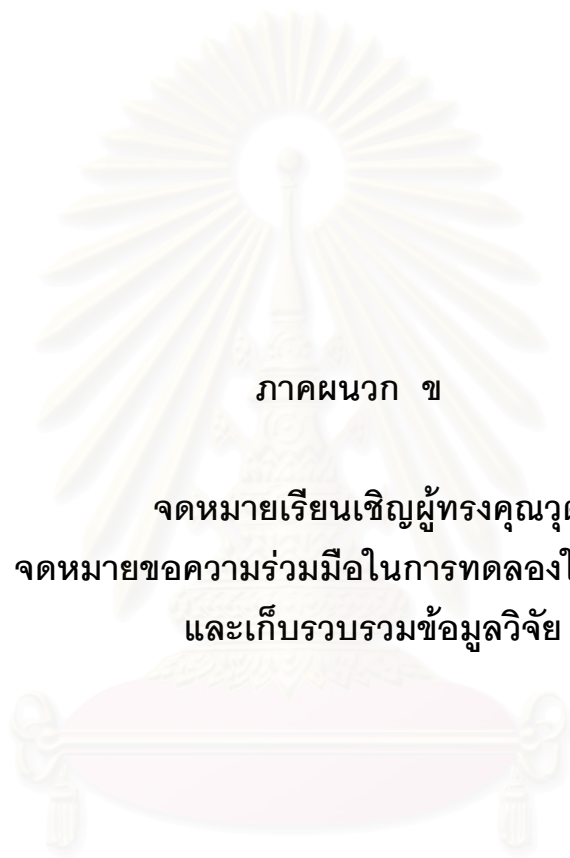 ภาคผนวก ข
จดหมายเรียนเชิญผู้ทรงคุณวุ
จดหมายขอความร่วมมือในการทดลองใ
และเก็บรวบรวมข้อมูลวิจัย